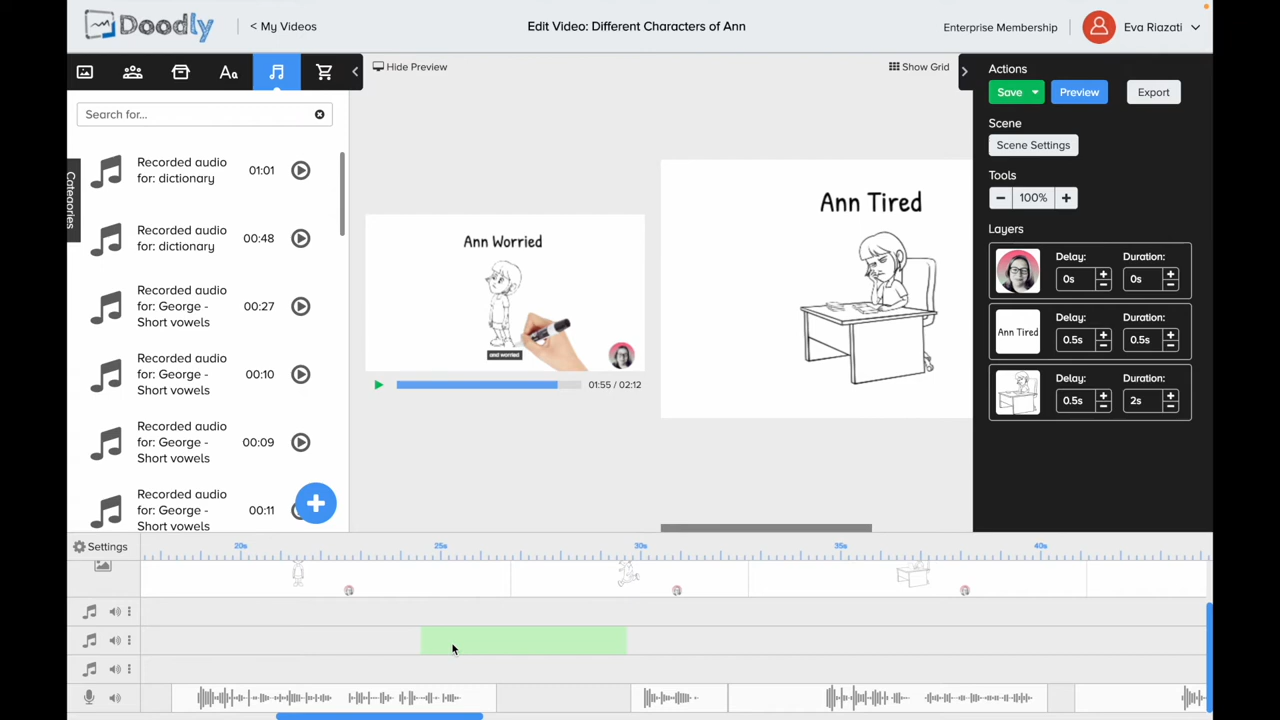 Doodly
< My Videos
Edit Video: Different Characters of Ann
Enterprise Membership
Eva Riazati
Aa
Hide Preview
Show Grid
Search for...
Categories
Recorded audio
for: dictionary
01:01
Recorded audio
for: dictionary
00:48
Recorded audio
for: George -
Short vowels
00:27
Recorded audio
for: George -
Short vowels
00:10
Recorded audio
for: George -
Short vowels
00:09
Recorded audio
for: George -
Short vowels
00:11
Ann Worried
and worried
01:55 / 02:12
Ann Tired
Actions
Save
Preview
Export
Scene
Scene Settings
Tools
100%
Layers
Delay:
Duration:
0s
0s
Ann Tired
Delay:
Duration:
0.5s
0.5s
Delay:
Duration:
0.5s
2s
Settings
20s
25s
30s
35s
40s